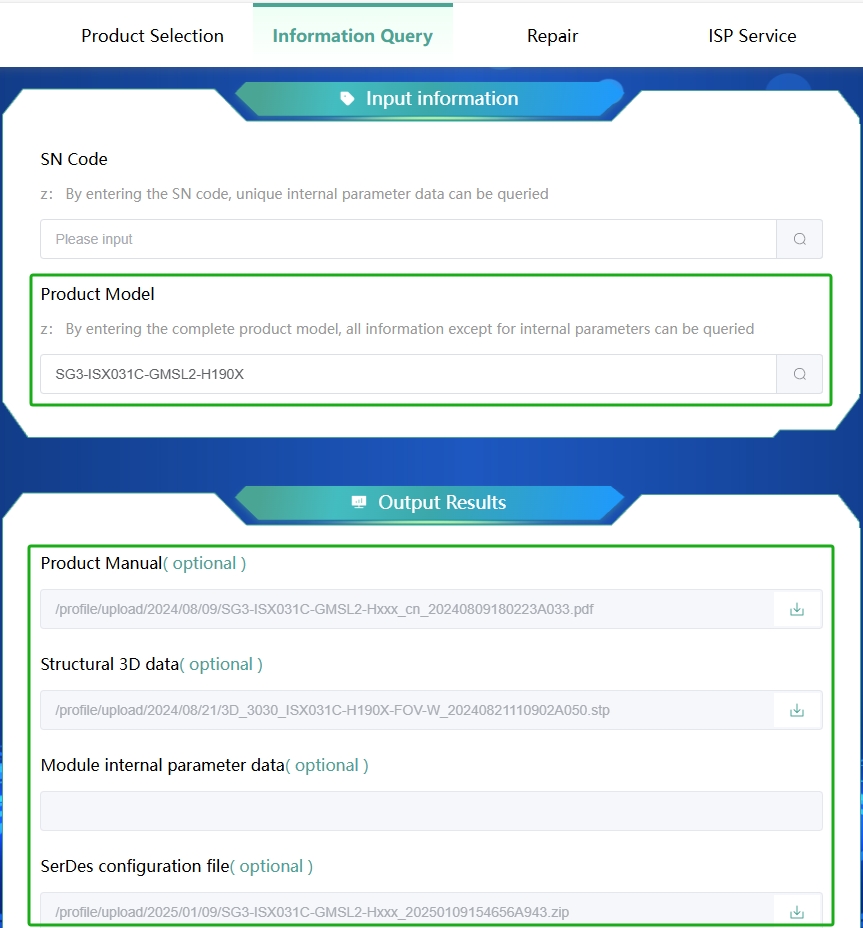 Product Selection
Information Query
Repair
ISP Service
Input information
SN Code
z: By entering the SN code, unique internal parameter data can be queried
Please input
Product Model
z: By entering the complete product model, all information except for internal parameters can be queried
SG3-ISX031C-GMSL2-H190X
Output Results
Product Manual( optional )
/profile/upload/2024/08/09/SG3-ISX031C-GMSL2-Hxxx_cn_20240809180223A033.pdf
Structural 3D data( optional )
/profile/upload/2024/08/21/3D_3030_ISX031C-H190X-FOV-W_20240821110902A050.stp
Module internal parameter data( optional )
SerDes configuration file( optional )
/profile/upload/2025/01/09/SG3-ISX031C-GMSL2-Hxxx_20250109154656A943.zip